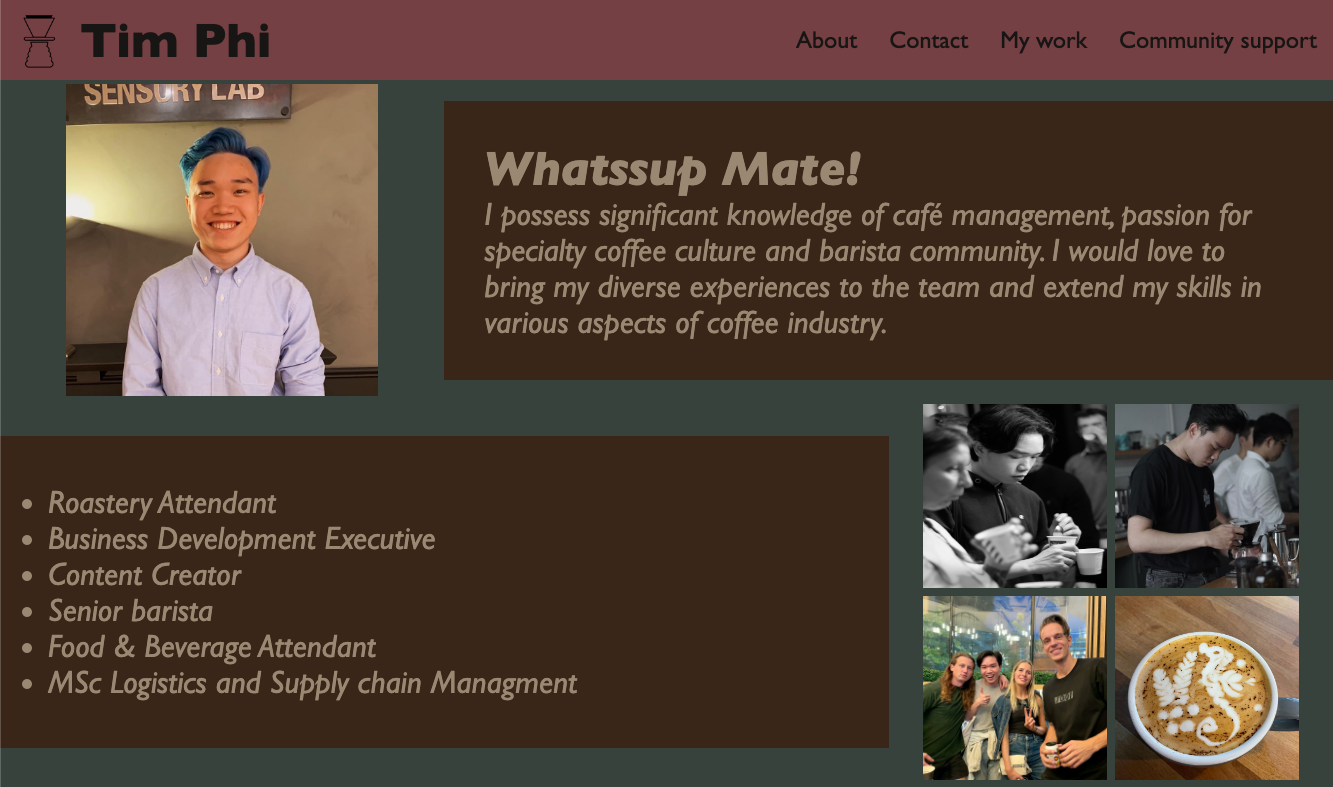 Tim Phi
About Contact My work Community support
SENSORY LAB
Whatssup Mate!
I possess significant knowledge of café management, passion for
specialty coffee culture and barista community. I would love to
bring my diverse experiences to the team and extend my skills in
various aspects of coffee industry.
• Roastery Attendant
• Business Development Executive
• Content Creator
• Senior barista
• Food & Beverage Attendant
• MSc Logistics and Supply chain Managment